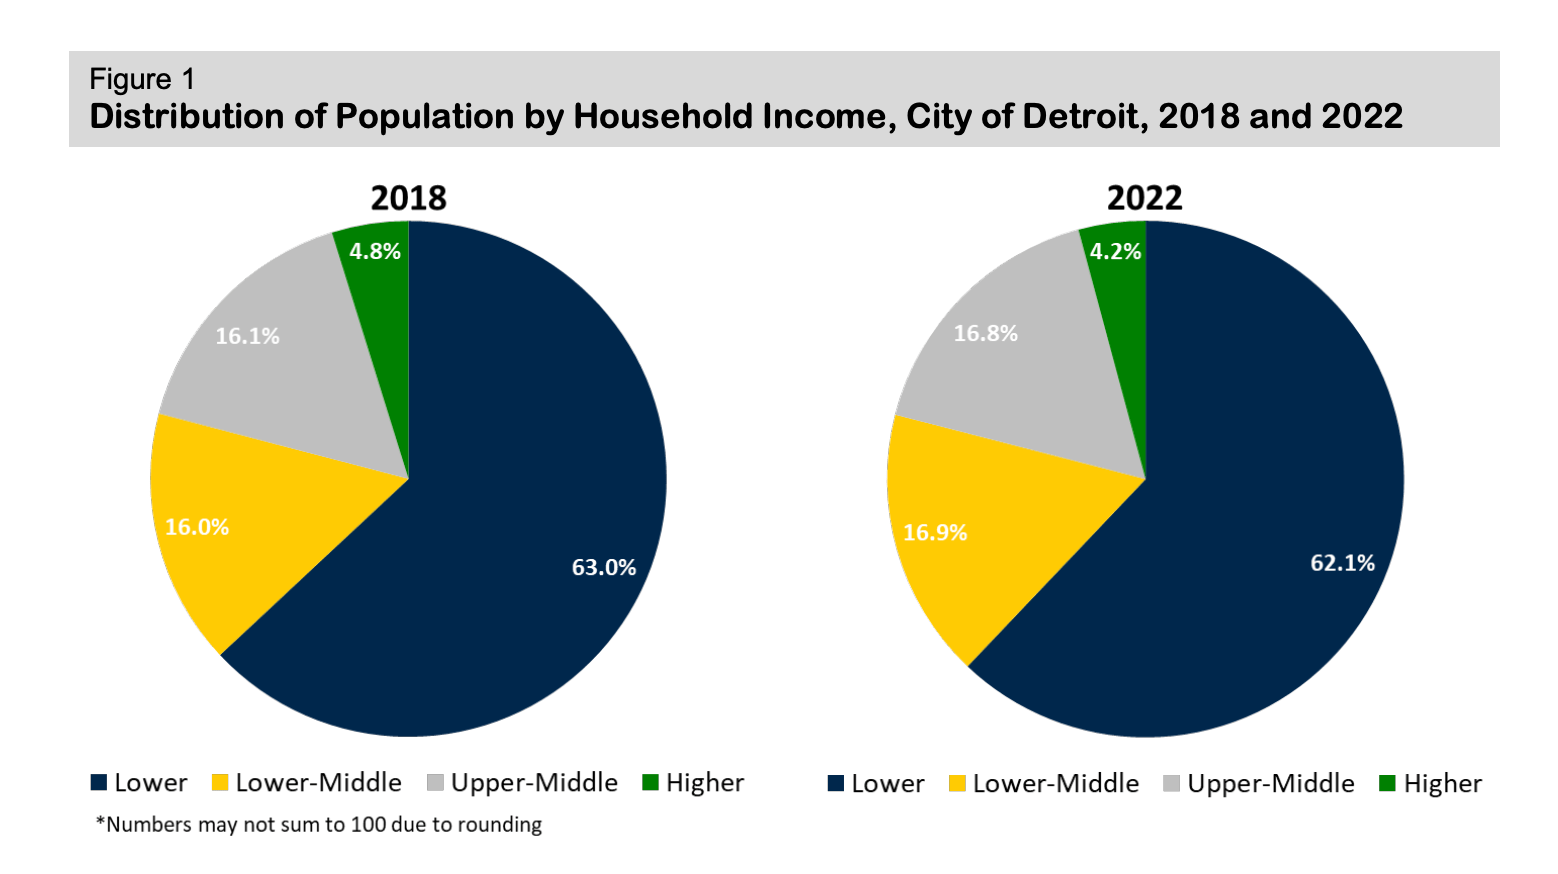 Figure 1
Distribution of Population by Household Income, City of Detroit, 2018 and 2022
2018
4.8%
16.1%
16.0%
63.0%
Lower Lower-Middle Upper-Middle Higher
*Numbers may not sum to 100 due to rounding
2022
4.2%
16.8%
16.9%
62.1%
Lower Lower-Middle Upper-Middle Higher